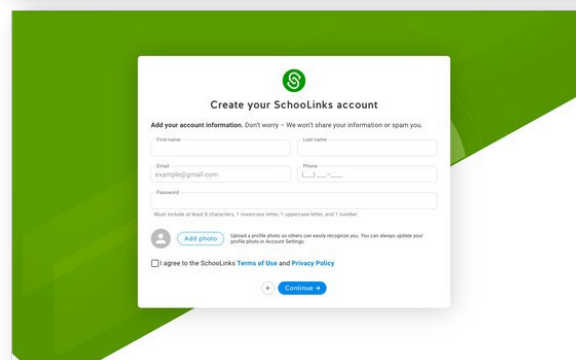 Create your SchooLinks account
Add your account information. Don't worry – We won't share your information or spam you.
First name
Last name
Email
example@gmail.com
Phone
(___) ___-____
Password
Must include at least 8 characters, 1 lowercase letter, 1 uppercase letter, and 1 number
Add photo
Upload a profile photo so others can easily recognize you. You can always update your
profile photo in Account Settings.
I agree to the SchooLinks Terms of Use and Privacy Policy
Continue →